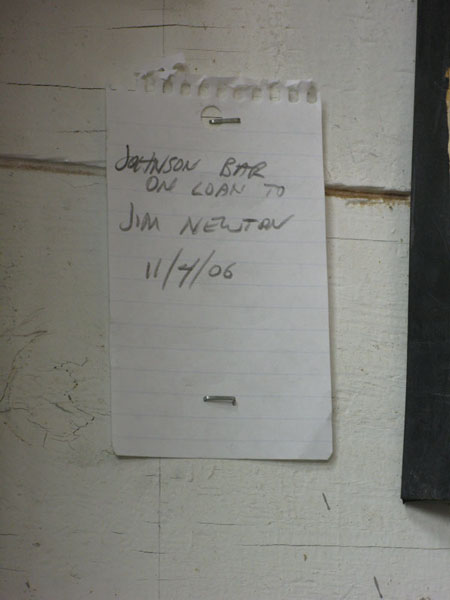 JOHNSON BAR
ON LOAN TO
JIM NEWTON
11/4/06